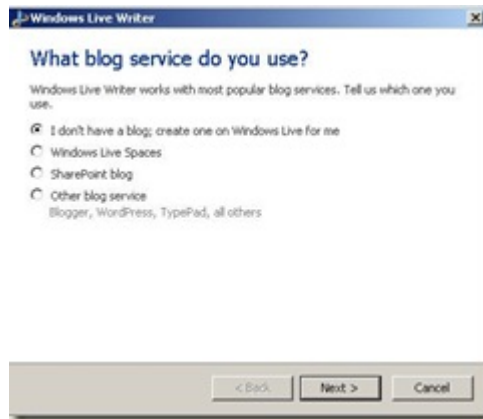 Windows Live Writer
What blog service do you use?
Windows Live Writer works with most popular blog services. Tell us which one you
use.
I don't have a blog; create one on Windows Live for me
Windows Live Spaces
SharePoint blog
Other blog service
Blogger, WordPress, TypePad, all others
< Back
Next >
Cancel